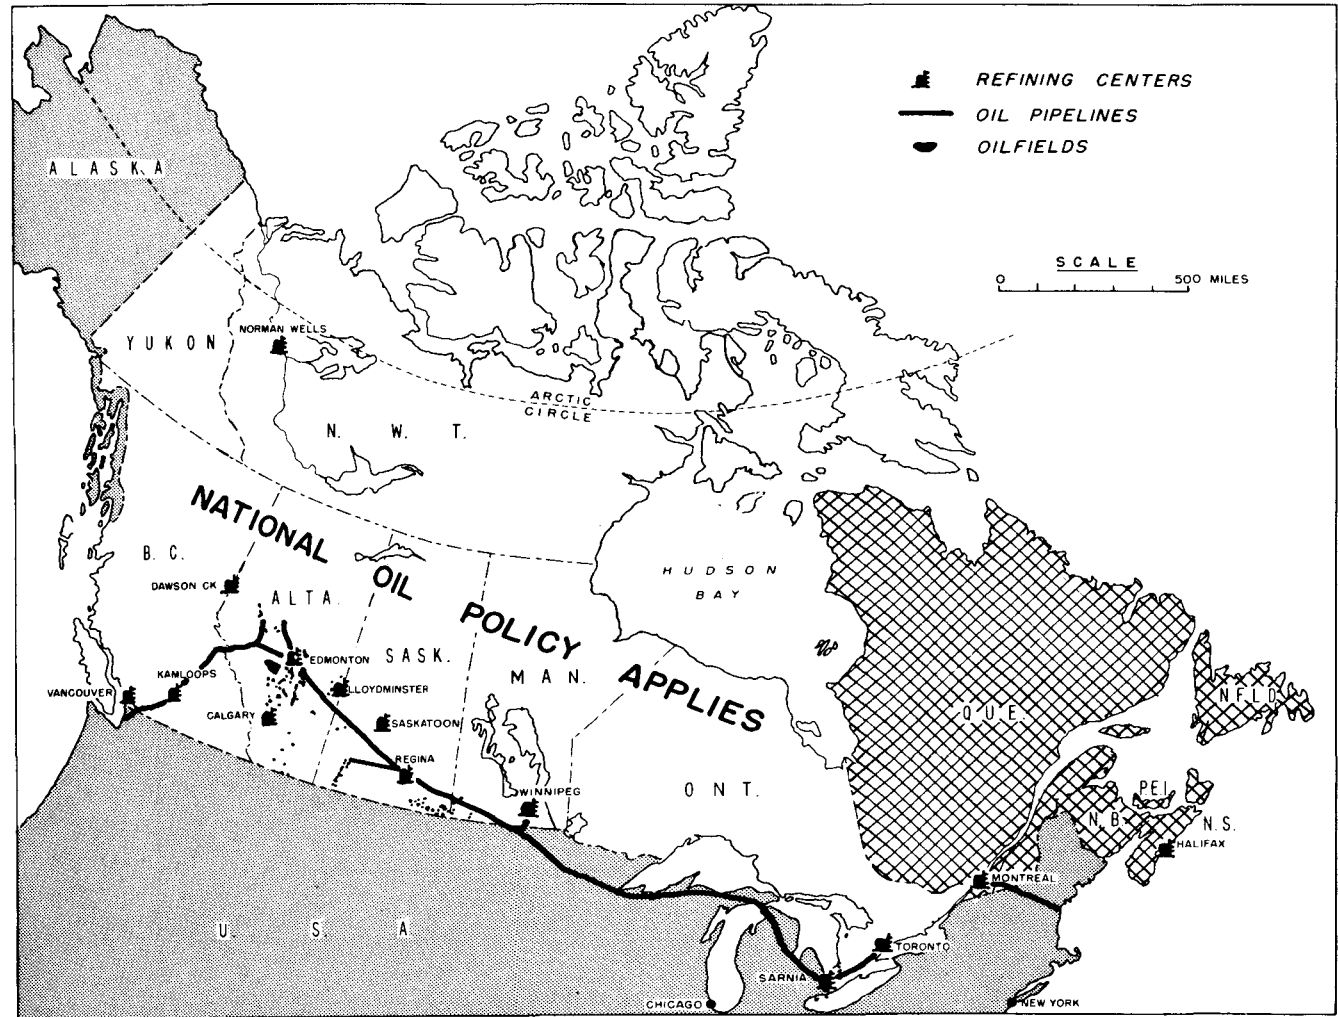 REFINING CENTERS
OIL PIPELINES
OILFIELDS
ALASKA
SCALE
0 500 MILES
NORMAN WELLS
YUKON
ARCTIC
CIRCLE
N. W. T.
NATIONAL OIL POLICY APPLIES
B. C.
HUDSON
BAY
DAWSON CK
ALTA.
EDMONTON
SASK.
MAN.
KAMLOOPS
VANCOUVER
LLOYDMINSTER
CALGARY
SASKATOON
QUE.
NFLD
REGINA
WINNIPEG
ONT.
P.E.I.
N.B.
N.S.
HALIFAX
MONTREAL
U. S. A.
TORONTO
SARNIA
CHICAGO
NEW YORK